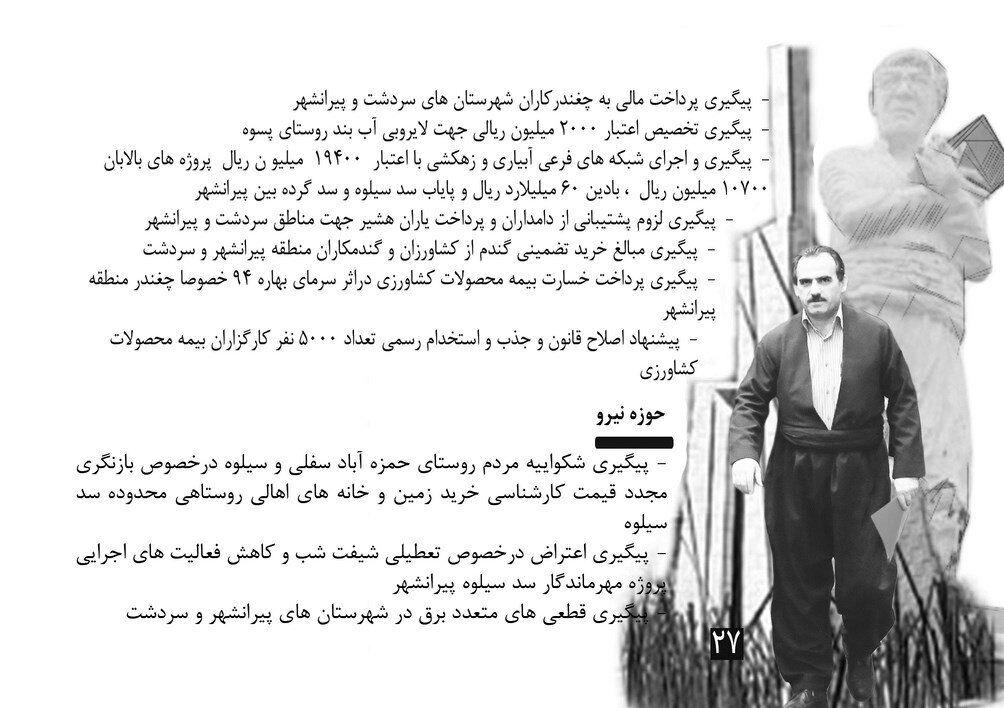 - پیگیری پرداخت مالی به چغندرکاران شهرستان های سردشت و پیرانشهر
- پیگیری تخصیص اعتبار ۲۰۰۰ میلیون ریالی جهت لایروبی آب بند روستای پسوه
- پیگیری و اجرای شبکه های فرعی آبیاری و زهکشی با اعتبار ۱۹۴۰۰ میلیو ن ریال پروژه های بالابان
۱۰۷۰۰ میلیون ریال ، بادین ۶۰ میلیلارد ریال و پایاب سد سیلوه و سد گرده بین پیرانشهر
- پیگیری لزوم پشتیبانی از دامداران و پرداخت یاران هشیر جهت مناطق سردشت و پیرانشهر
- پیگیری مبالغ خرید تضمینی گندم از کشاورزان و گندمکاران منطقه پیرانشهر و سردشت
- پیگیری پرداخت خسارت بیمه محصولات کشاورزی دراثر سرمای بهاره ۹۴ خصوصا چغندر منطقه
پیرانشهر
- پیشنهاد اصلاح قانون و جذب و استخدام رسمی تعداد ۵۰۰۰ نفر کارگزاران بیمه محصولات
کشاورزی
حوزه نیرو
- پیگیری شکواییه مردم روستای حمزه آباد سفلی و سیلوه درخصوص بازنگری
مجدد قیمت کارشناسی خرید زمین و خانه های اهالی روستاهی محدوده سد
سیلوه
- پیگیری اعتراض درخصوص تعطیلی شیفت شب و کاهش فعالیت های اجرایی
پروژه مهرماندگار سد سیلوه پیرانشهر
- پیگیری قطعی های متعدد برق در شهرستان های پیرانشهر و سردشت
۲۷